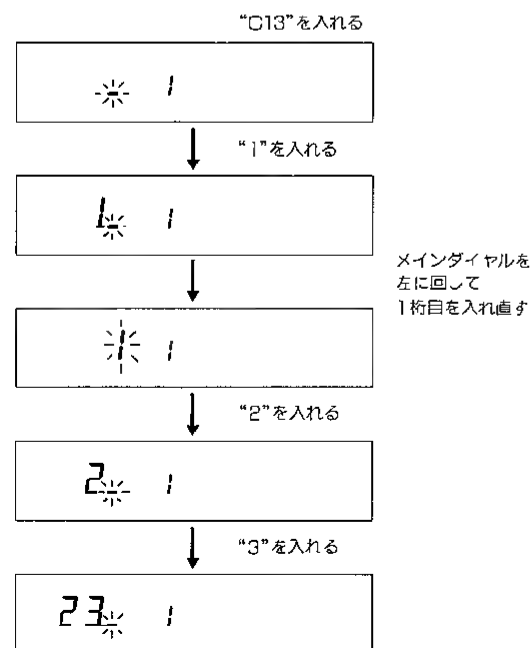 “C13”を入れる
- 1
“1”を入れる
1- 1
メインダイヤルを
左に回して
1桁目を入れ直す
1 1
“2”を入れる
2- 1
“3”を入れる
23- 1